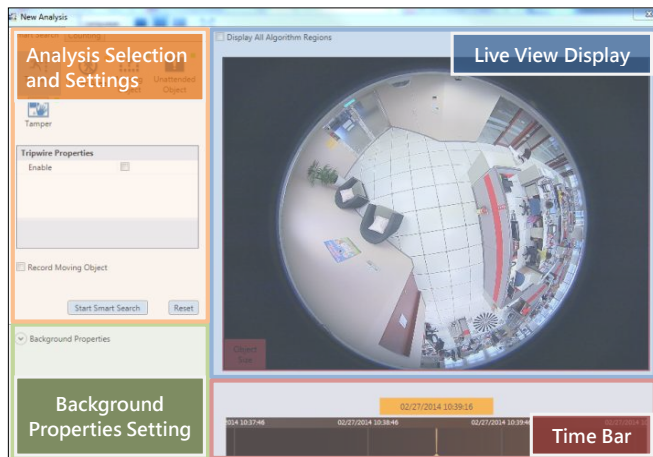 New Analysis
Analysis Selection
and Settings
Unattended
Object
Tamper
Tripwire Properties
Enable
Record Moving Object
Start Smart Search
Reset
Background Properties
Background
Properties Setting
Display All Algorithm Regions
Live View Display
Object
Size
02/27/2014 10:39:16
2014 10:37:46
02/27/2014 10:38:46
02/27/2014 10:39:46
Time Bar